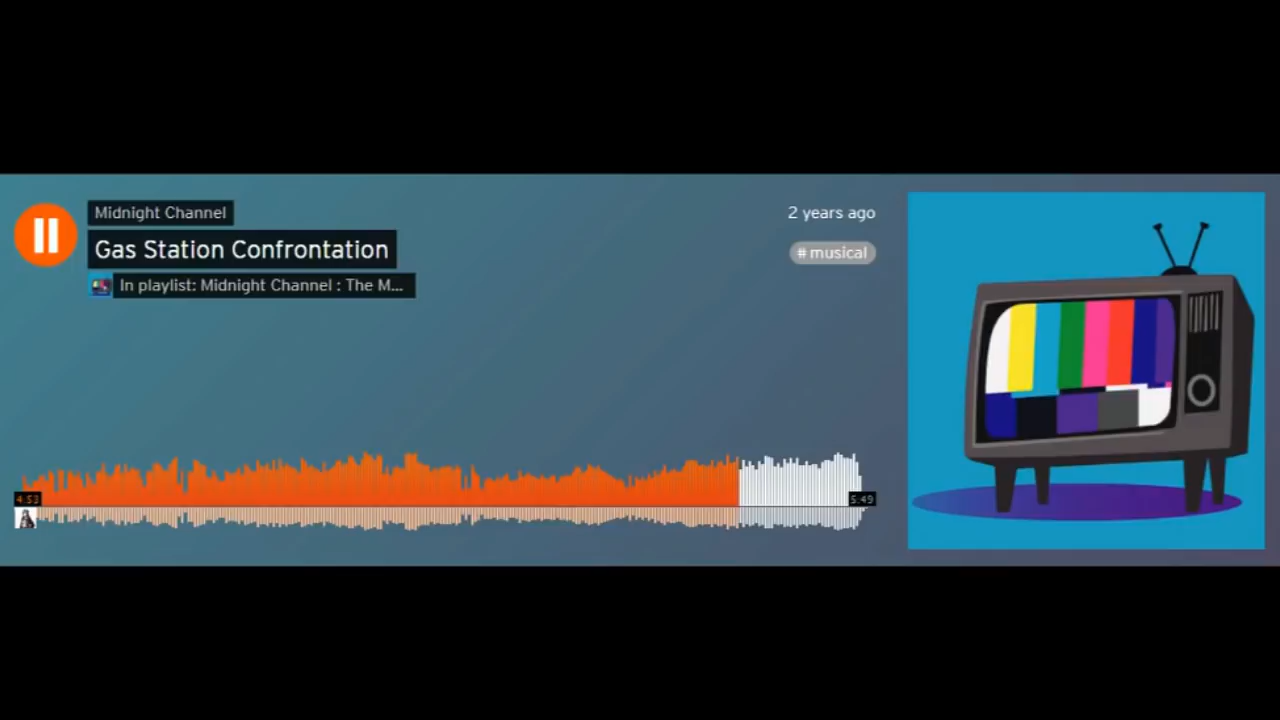 Midnight Channel
2 years ago
Gas Station Confrontation
# musical
In playlist: Midnight Channel : The M...
4:53
5:49